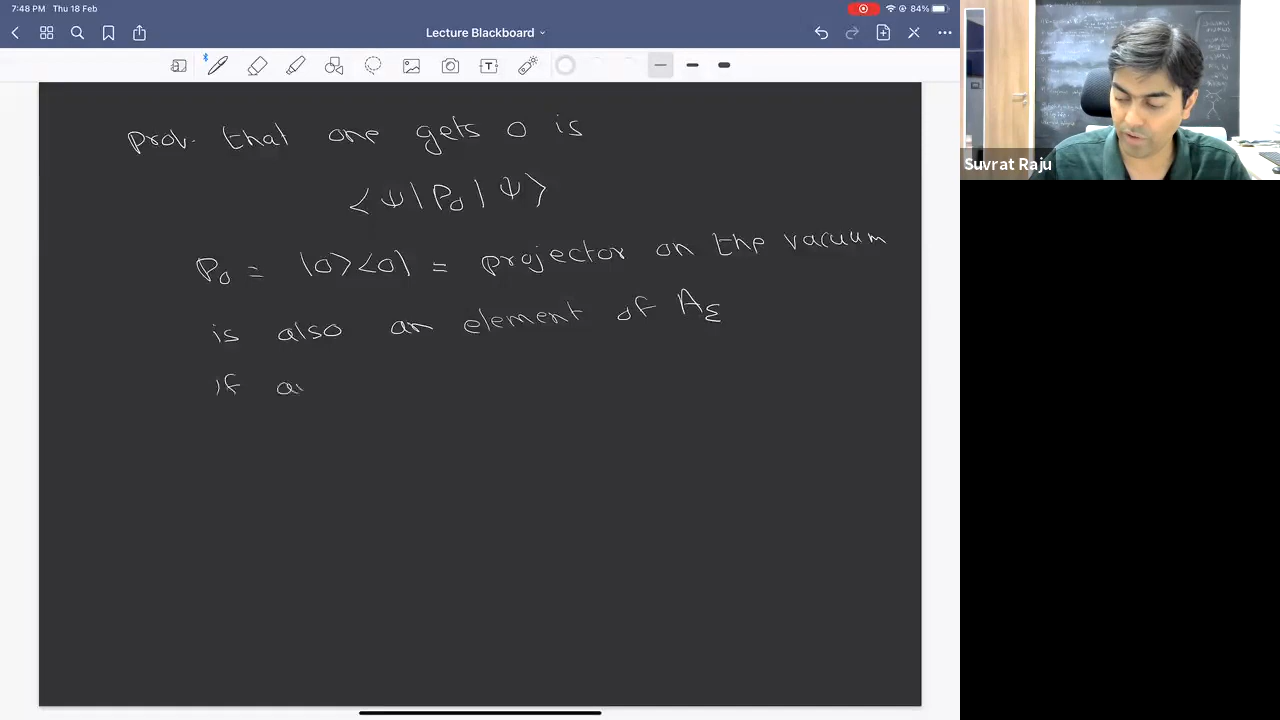 7:48 PM Thu 18 Feb
84%
Lecture Blackboard
prob. that one gets 0 is
⟨ψ|P₀|ψ⟩
P₀ = |0⟩⟨0| = projector on the vacuum
is also an element of A_ε
if
Suvrat Raju